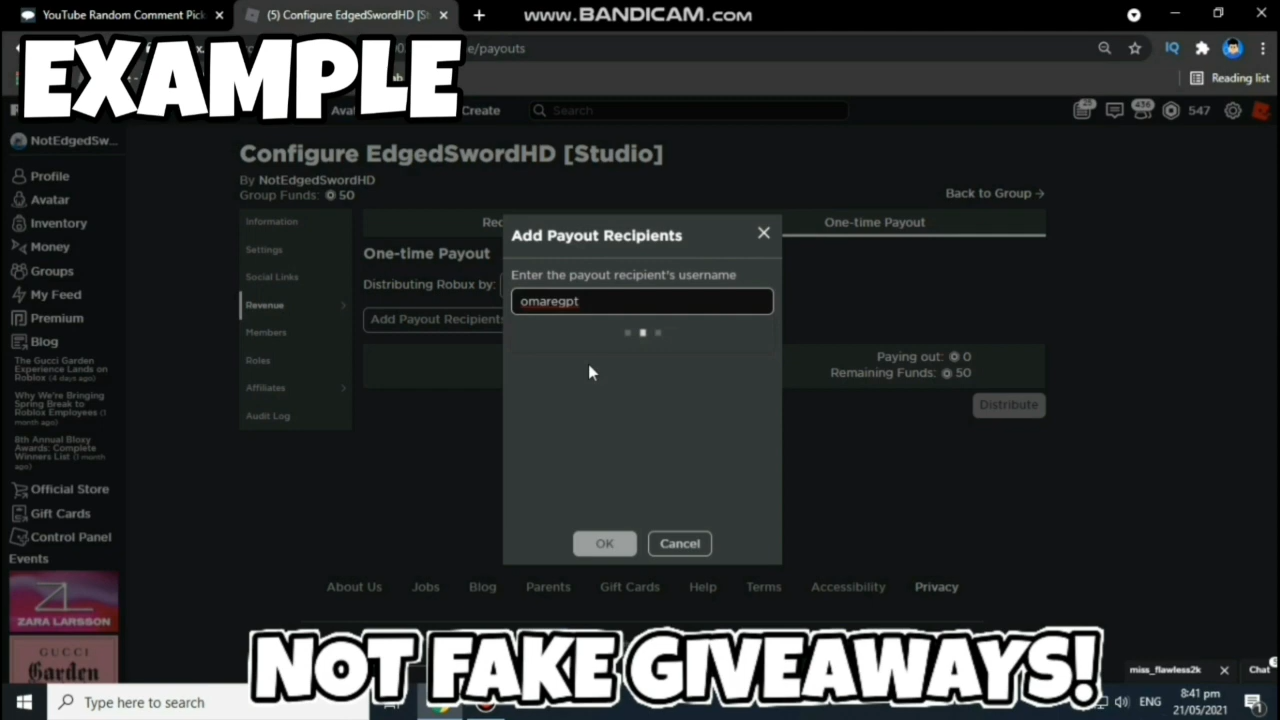 YouTube Random Comment Pick
(5) Configure EdgedSwordHD [St
www.BANDICAM.com
e/payouts
IQ
Reading list
EXAMPLE
Create
Search
547
NotEdgedSw...
Configure EdgedSwordHD [Studio]
By NotEdgedSwordHD
Group Funds: 50
Back to Group
Profile
Avatar
Inventory
Money
Groups
My Feed
Premium
Blog
The Gucci Garden
Experience Lands on
Roblox (4 days ago)
Why We're Bringing
Spring Break to
Roblox Employees (1
month ago)
8th Annual Bloxy
Awards: Complete
Winners List (1 month
ago)
Official Store
Gift Cards
Control Panel
Events
ZARA LARSSON
GUCCI
Garden
Information
Settings
Social Links
Revenue
Members
Roles
Affiliates
Audit Log
One-time Payout
One-time Payout
Distributing Robux by:
Add Payout Recipients
Add Payout Recipients
Enter the payout recipient's username
omaregpt
OK
Cancel
Paying out: 0
Remaining Funds: 50
Distribute
About Us Jobs Blog Parents Gift Cards Help Terms Accessibility Privacy
NOT FAKE GIVEAWAYS!
miss_flawless2k
Chat
Type here to search
ENG
8:41 pm
21/05/2021